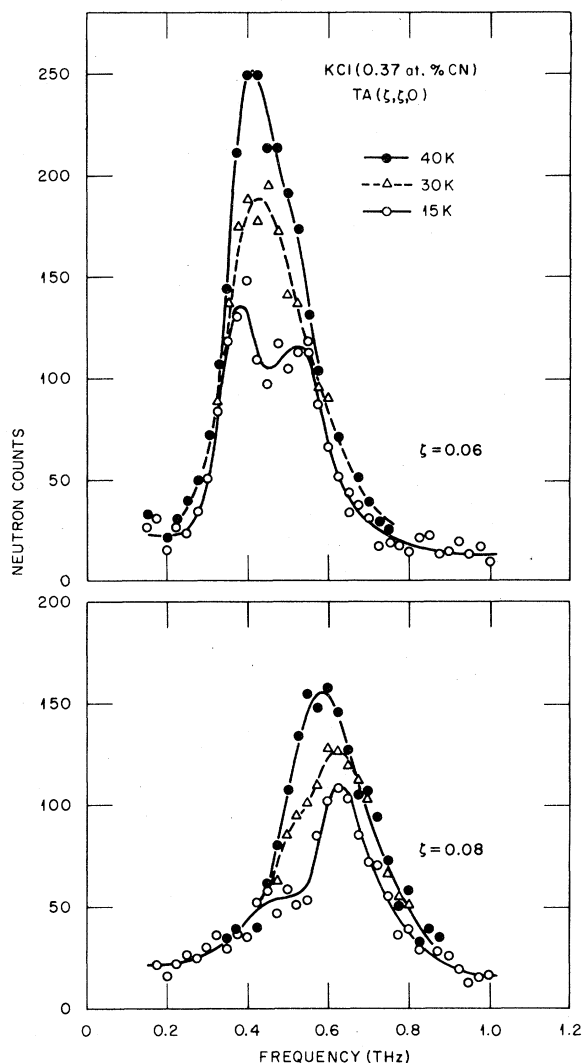 KCl (0.37 at. % CN)
TA (ζ,ζ,0)
40K
30K
15K
250
200
150
100
50
0
ζ=0.06
NEUTRON COUNTS
200
150
100
50
0
ζ=0.08
0 0.2 0.4 0.6 0.8 1.0 1.2
FREQUENCY (THz)